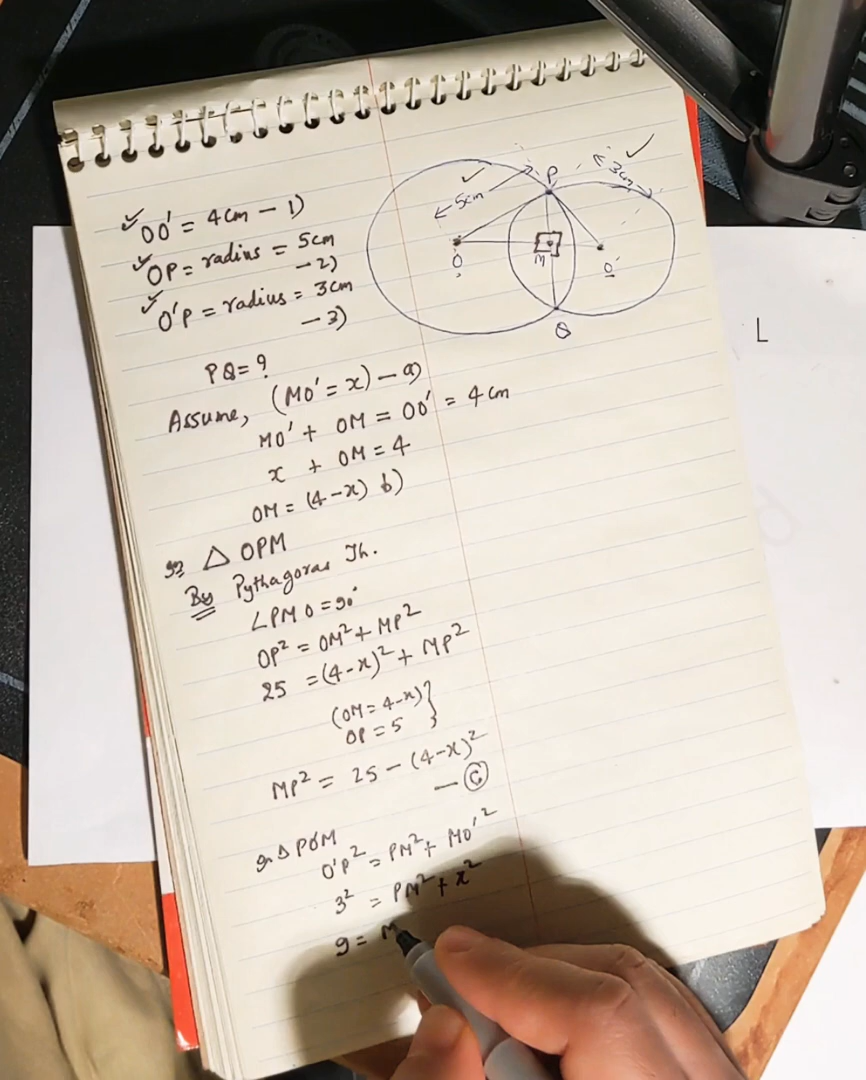 OO' = 4cm — 1)
OP = radius = 5cm
— 2)
O'P = radius = 3cm
— 3)
PQ = ?
Assume, (MO' = x) — a)
MO' + OM = OO' = 4 cm
x + OM = 4
OM = (4-x) b)
In △ OPM
By Pythagoras Th.
∠PMO = 90°
OP² = OM² + MP²
25 = (4-x)² + MP²
(OM = 4-x)}
OP = 5
MP² = 25 - (4-x)²
— C
In △ PO'M
O'P² = PM² + MO'²
3² = PM² + x²
9 = M
P
5cm
3cm
O
M
O'
Q
L